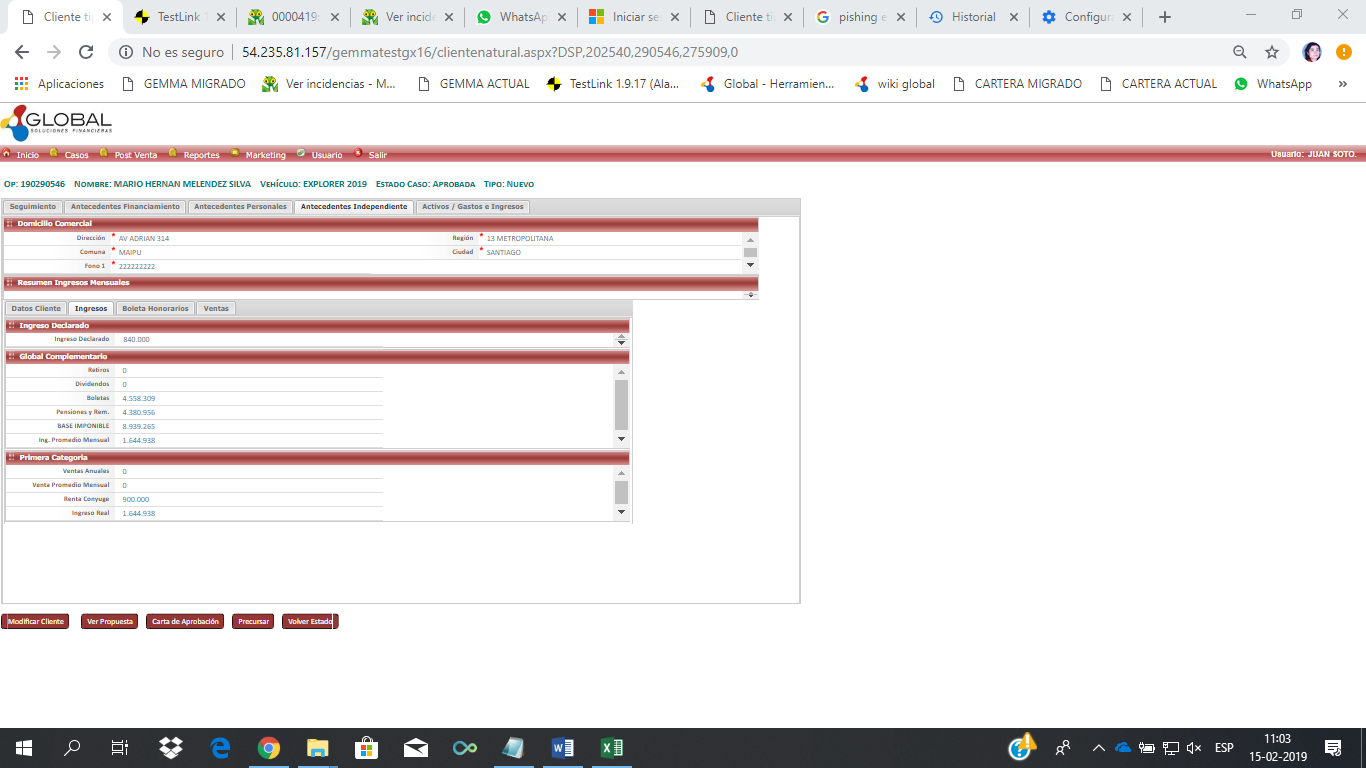 Cliente ti
TestLink 1
0000419
Ver incid
WhatsAp
Iniciar se
Cliente ti
pishing e
Historial
Configur
No es seguro | 54.235.81.157/gemmatestgx16/clientenatural.aspx?DSP,202540,290546,275909,0
Aplicaciones GEMMA MIGRADO Ver incidencias - M... GEMMA ACTUAL TestLink 1.9.17 (Ala... Global - Herramien... wiki global CARTERA MIGRADO CARTERA ACTUAL WhatsApp »
GLOBAL
SOLUCIONES FINANCIERAS
Inicio Casos Post Venta Reportes Marketing Usuario Salir Usuario: JUAN SOTO.
Op: 190290546 Nombre: MARIO HERNAN MELENDEZ SILVA Vehículo: EXPLORER 2019 Estado Caso: Aprobada Tipo: Nuevo
Seguimiento Antecedentes Financiamiento Antecedentes Personales Antecedentes Independiente Activos / Gastos e Ingresos
Domicilio Comercial
Dirección * AV ADRIAN 314 Región * 13 METROPOLITANA
Comuna * MAIPU Ciudad * SANTIAGO
Fono 1 * 222222222
Resumen Ingresos Mensuales
Datos Cliente Ingresos Boleta Honorarios Ventas
Ingreso Declarado
Ingreso Declarado 840.000
Global Complementario
Retiros 0
Dividendos 0
Boletas 4.558.309
Pensiones y Rem. 4.380.956
BASE IMPONIBLE 8.939.265
Ing. Promedio Mensual 1.644.938
Primera Categoria
Ventas Anuales 0
Venta Promedio Mensual 0
Renta Conyuge 900.000
Ingreso Real 1.644.938
Modificar Cliente Ver Propuesta Carta de Aprobación Precursar Volver Estado
ESP
11:03
15-02-2019